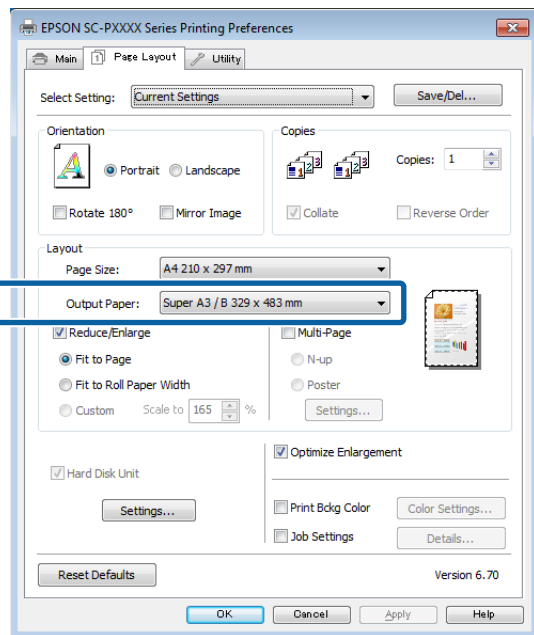 EPSON SC-PXXXX Series Printing Preferences
Main Page Layout Utility
Select Setting: Current Settings Save/Del...
Orientation
Portrait Landscape
Rotate 180° Mirror Image
Copies
Copies: 1
Collate Reverse Order
Layout
Page Size: A4 210 x 297 mm
Output Paper: Super A3 / B 329 x 483 mm
Reduce/Enlarge Multi-Page
Fit to Page N-up
Fit to Roll Paper Width Poster
Custom Scale to 165 % Settings...
Optimize Enlargement
Hard Disk Unit
Settings... Print Bckg Color Color Settings...
Job Settings Details...
Reset Defaults Version 6.70
OK Cancel Apply Help